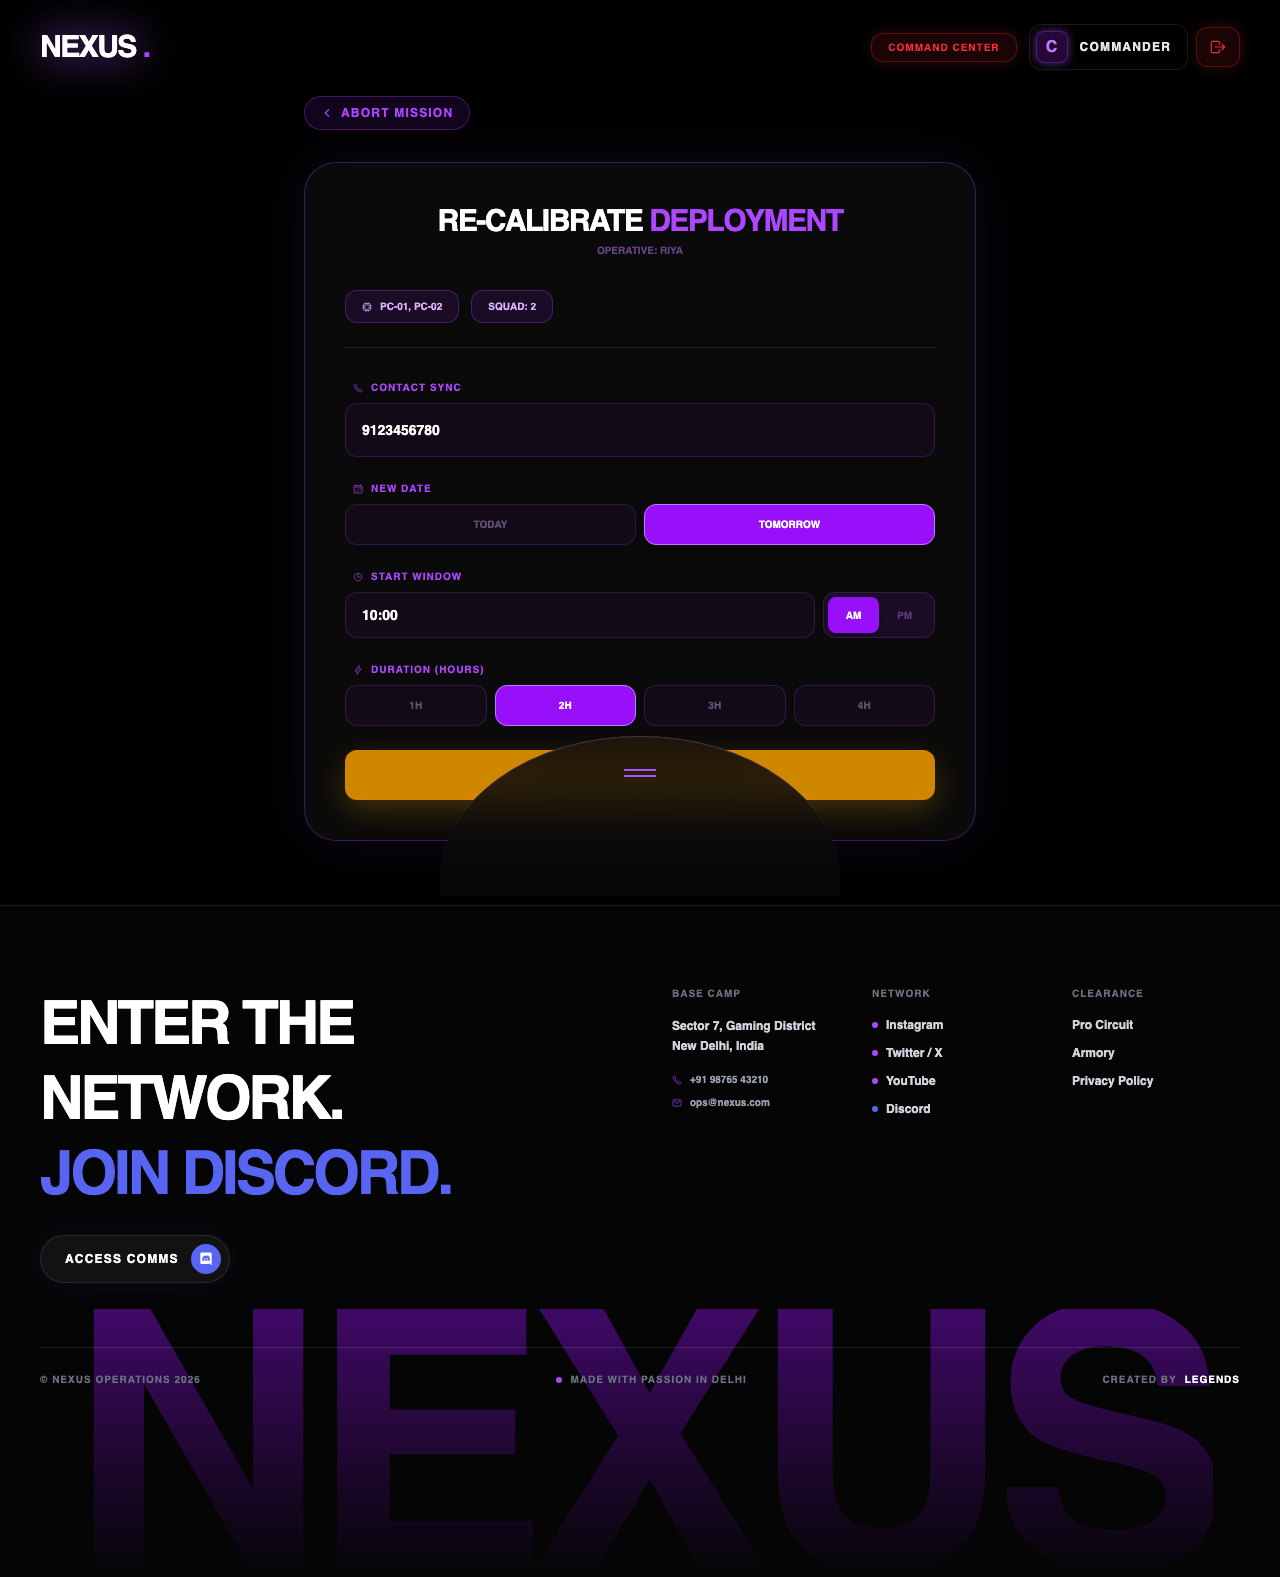 NEXUS .
COMMAND CENTER
C COMMANDER
ABORT MISSION
RE-CALIBRATE DEPLOYMENT
OPERATIVE: RIYA
PC-01, PC-02
SQUAD: 2
CONTACT SYNC
9123456780
NEW DATE
TODAY
TOMORROW
START WINDOW
10:00
AM
PM
DURATION (HOURS)
1H
2H
3H
4H
ENTER THE
NETWORK.
JOIN DISCORD.
ACCESS COMMS
BASE CAMP
Sector 7, Gaming District
New Delhi, India
+91 98765 43210
ops@nexus.com
NETWORK
Instagram
Twitter / X
YouTube
Discord
CLEARANCE
Pro Circuit
Armory
Privacy Policy
NEXUS
© NEXUS OPERATIONS 2026
MADE WITH PASSION IN DELHI
CREATED BY LEGENDS